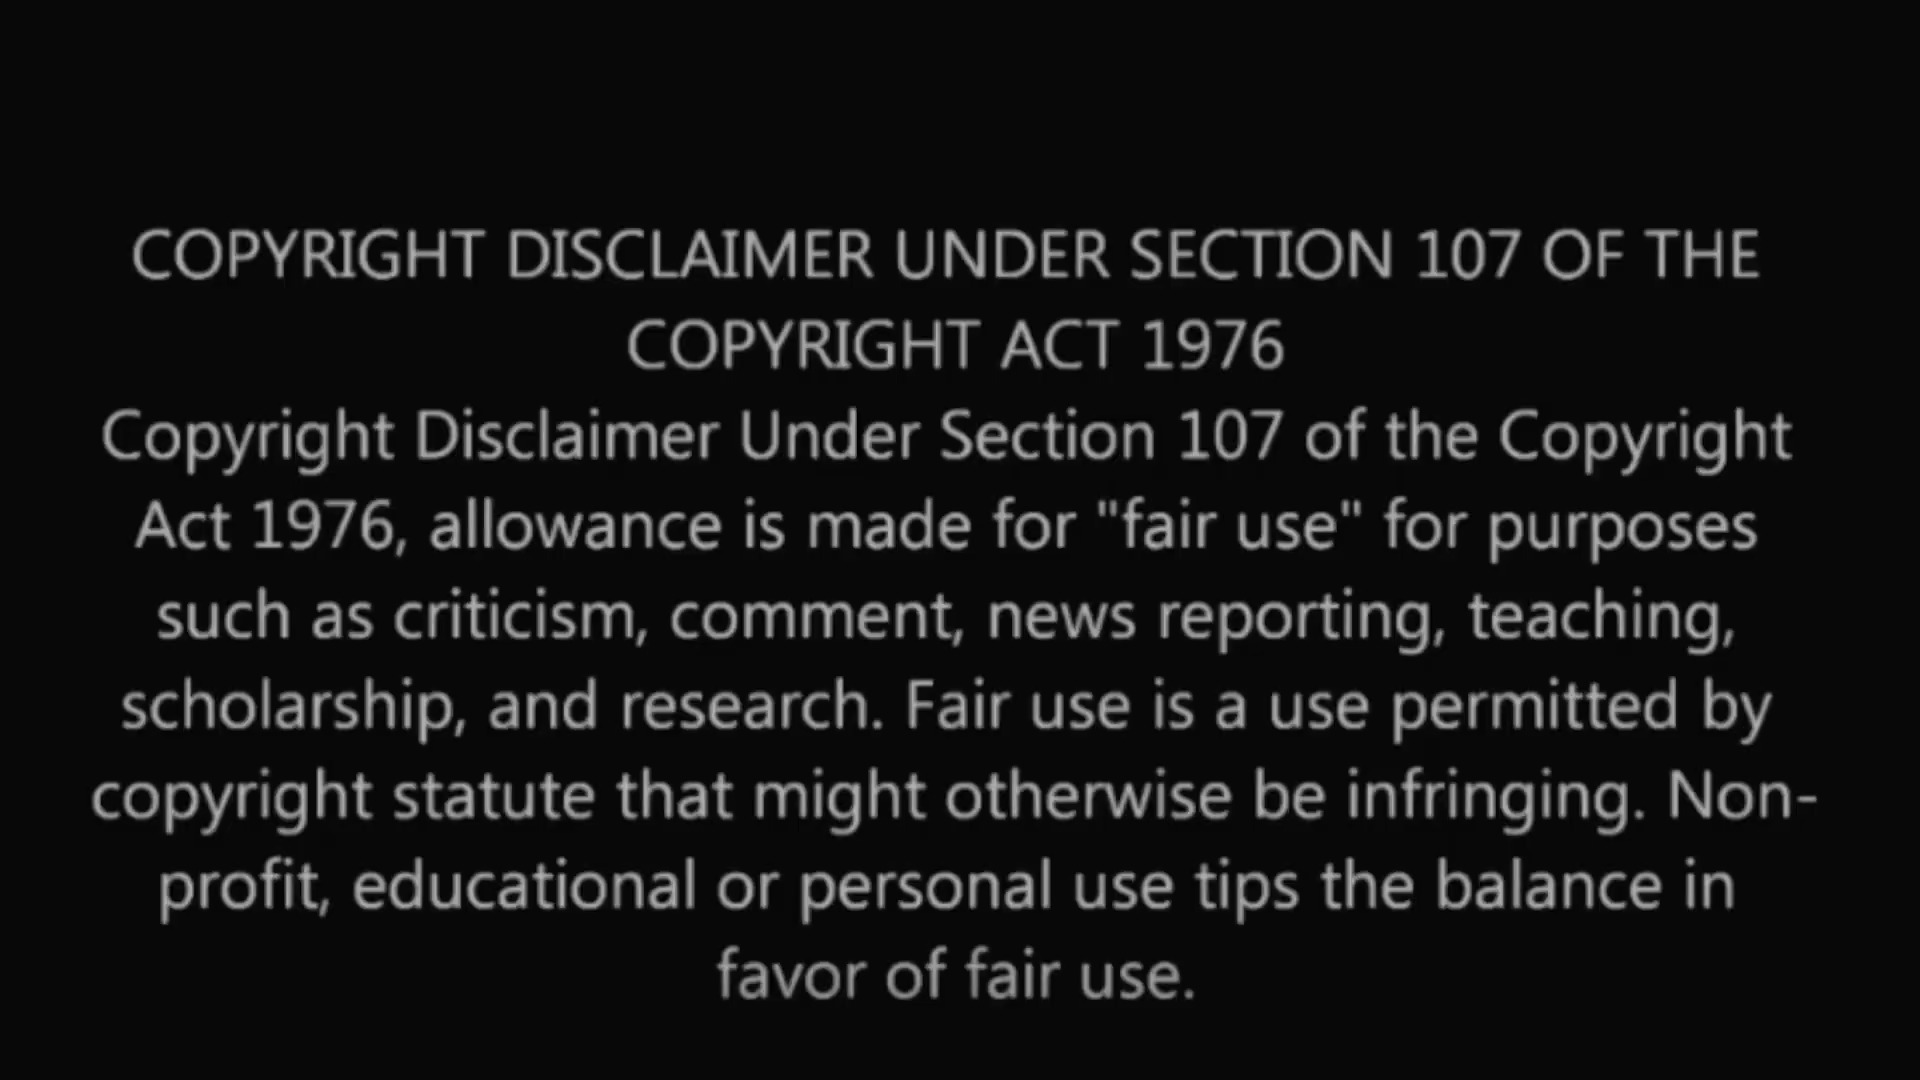 COPYRIGHT DISCLAIMER UNDER SECTION 107 OF THE
COPYRIGHT ACT 1976
Copyright Disclaimer Under Section 107 of the Copyright
Act 1976, allowance is made for "fair use" for purposes
such as criticism, comment, news reporting, teaching,
scholarship, and research. Fair use is a use permitted by
copyright statute that might otherwise be infringing. Non-
profit, educational or personal use tips the balance in
favor of fair use.